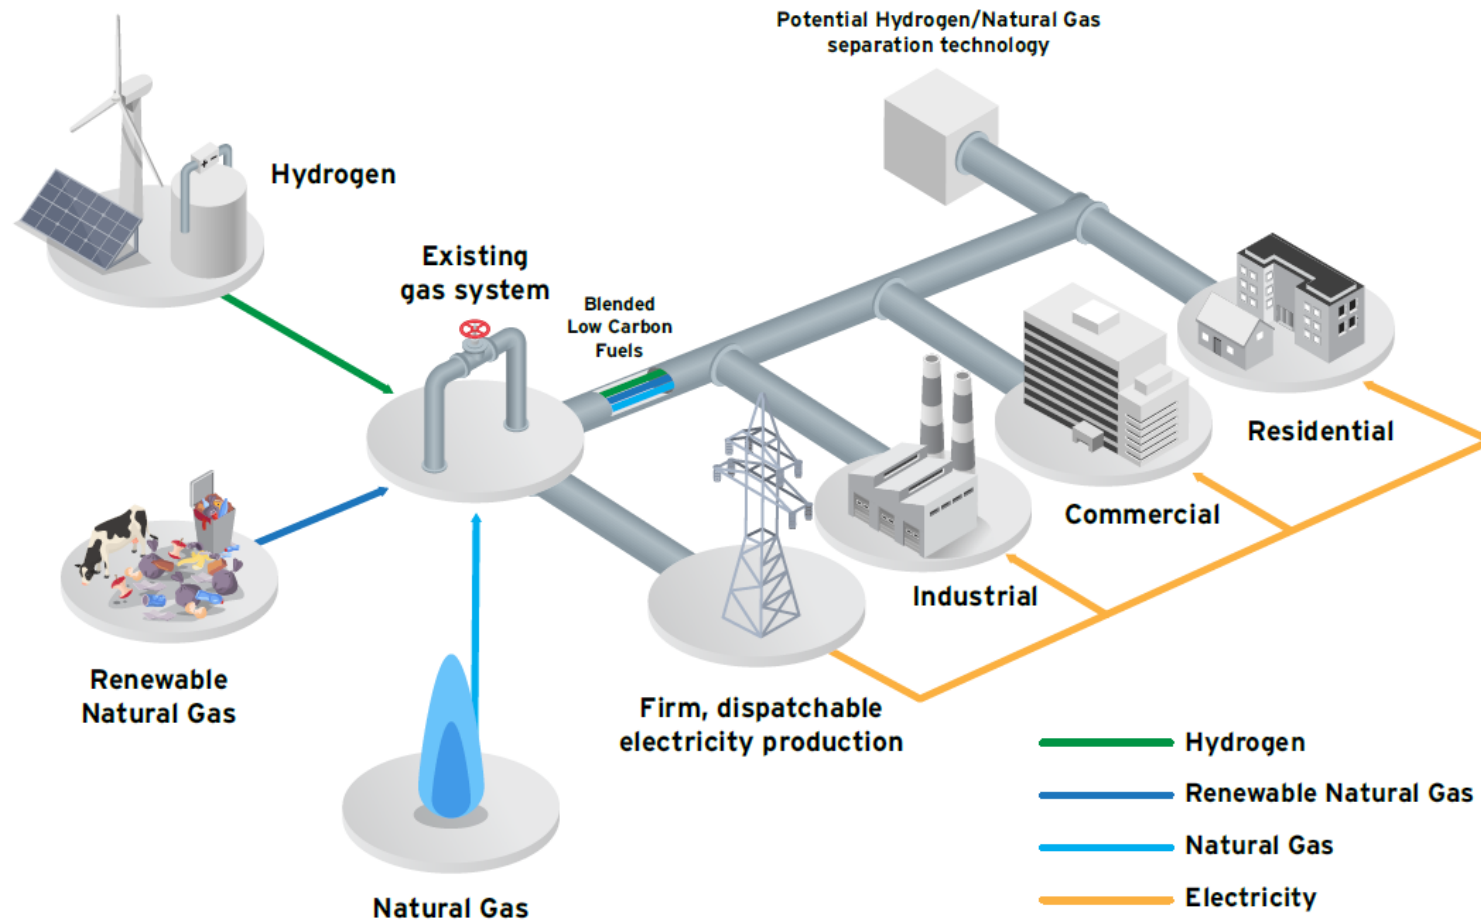 Potential Hydrogen/Natural Gas
separation technology
Hydrogen
Existing
gas system
Blended
Low Carbon
Fuels
Residential
Commercial
Industrial
Renewable
Natural Gas
Firm, dispatchable
electricity production
Natural Gas
Hydrogen
Renewable Natural Gas
Natural Gas
Electricity